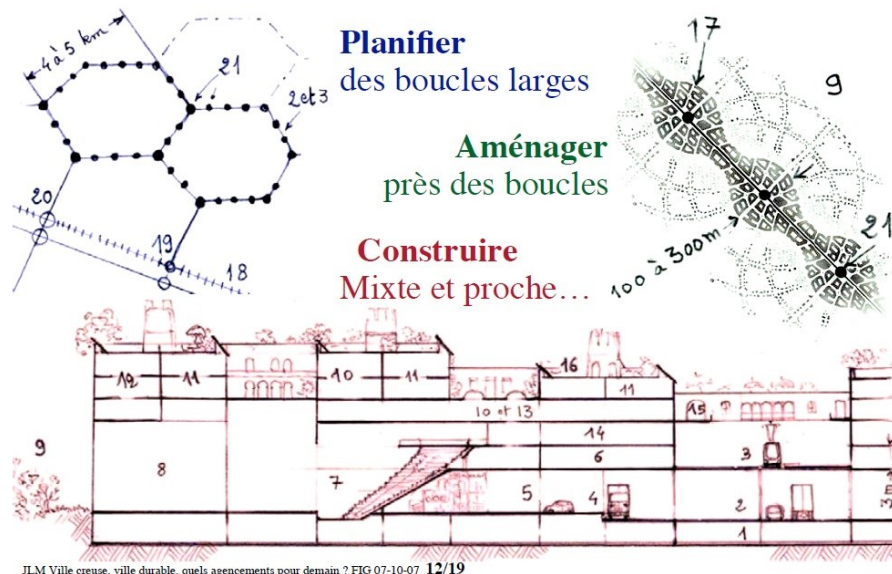 4 à 5 km
21
2 et 3
20
19
18
Planifier
des boucles larges
Aménager
près des boucles
Construire
Mixte et proche…
17
9
21
100 à 300 m
12
11
10
11
16
11
10 et 13
15
14
9
8
7
6
3
5
4
2
1
JLM Ville creuse, ville durable, quels agencements pour demain ? FIG 07-10-07 12/19